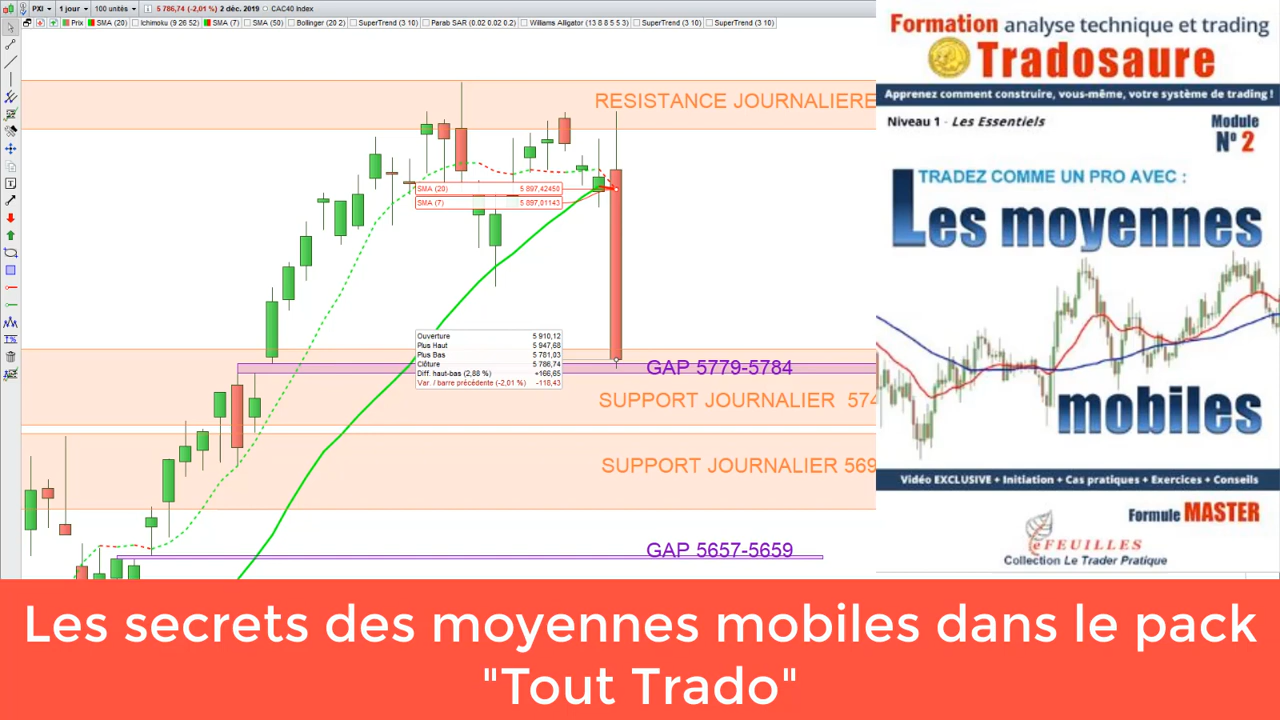 PXI 1 jour 100 unités 5 786,74 (-2,01 %) 2 déc. 2019 CAC40 Index
Prix SMA (20) Ichimoku (9 26 52) SMA (7) SMA (50) Bollinger (20 2) SuperTrend (3 10) Parab SAR (0.02 0.02 0.2) Williams Alligator (13 8 8 5 5 3) SuperTrend (3 10) SuperTrend (3 10)
RESISTANCE JOURNALIERE
SMA (20) 5 897,42450
SMA (7) 5 897,01143
Ouverture 5 910,12
Plus Haut 5 947,68
Plus Bas 5 781,03
Clôture 5 786,74
Diff. haut-bas (2,88 %) +166,65
Var. / barre précédente (-2,01 %) -118,43
GAP 5779-5784
SUPPORT JOURNALIER 574
SUPPORT JOURNALIER 569
GAP 5657-5659
Formation analyse technique et trading
Tradosaure
Apprenez comment construire, vous-même, votre système de trading !
Niveau 1 - Les Essentiels
Module
N° 2
TRADEZ COMME UN PRO AVEC :
Les moyennes
mobiles
Vidéo EXCLUSIVE + Initiation + Cas pratiques + Exercices + Conseils
Formule MASTER
eFEUILLES
Collection Le Trader Pratique
Les secrets des moyennes mobiles dans le pack
"Tout Trado"